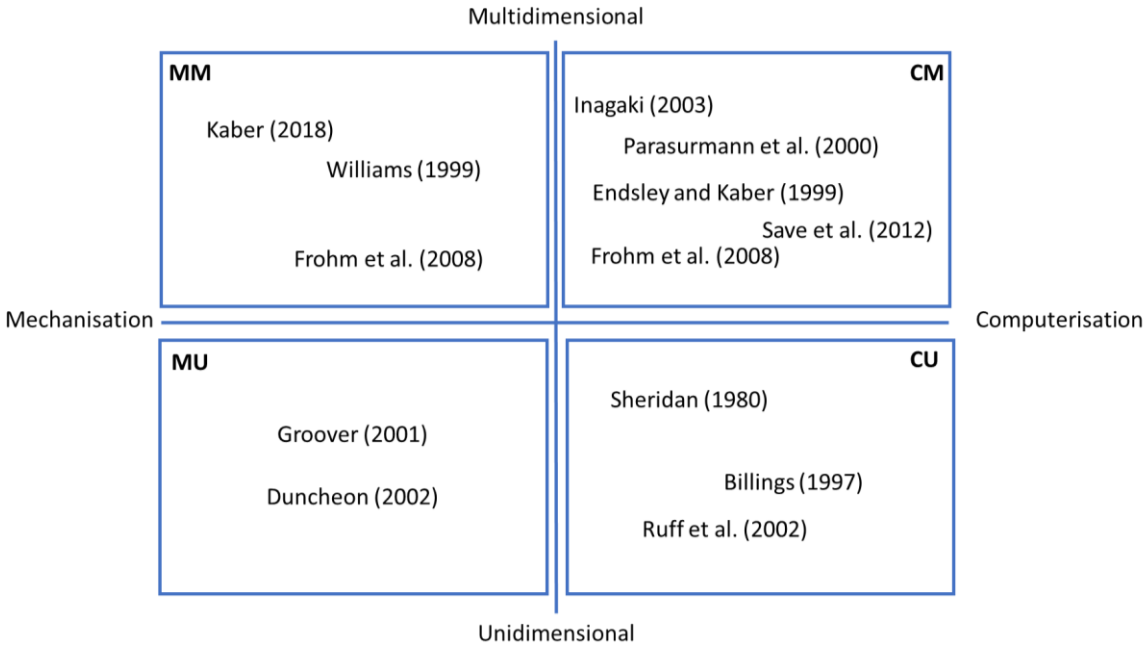 Multidimensional
MM
Kaber (2018)
Williams (1999)
Frohm et al. (2008)
CM
Inagaki (2003)
Parasurmann et al. (2000)
Endsley and Kaber (1999)
Save et al. (2012)
Frohm et al. (2008)
Mechanisation
Computerisation
MU
Groover (2001)
Duncheon (2002)
CU
Sheridan (1980)
Billings (1997)
Ruff et al. (2002)
Unidimensional